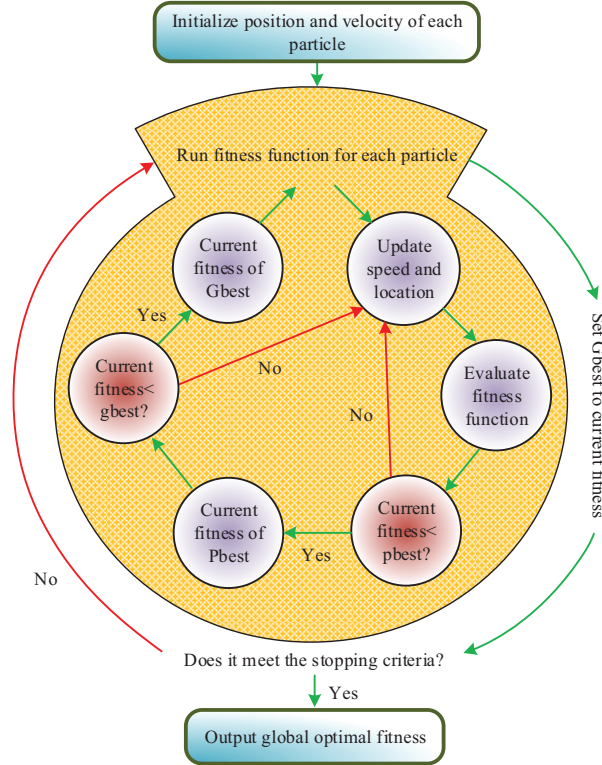 Initialize position and velocity of each
particle
Run fitness function for each particle
Current
fitness of
Gbest
Update
speed and
location
Yes
Current
fitness<
gbest?
No
Evaluate
fitness
function
Set Gbest to current
fitness
No
Current
fitness of
Pbest
Yes
Current
fitness<
pbest?
No
Does it meet the stopping criteria?
Yes
Output global optimal fitness